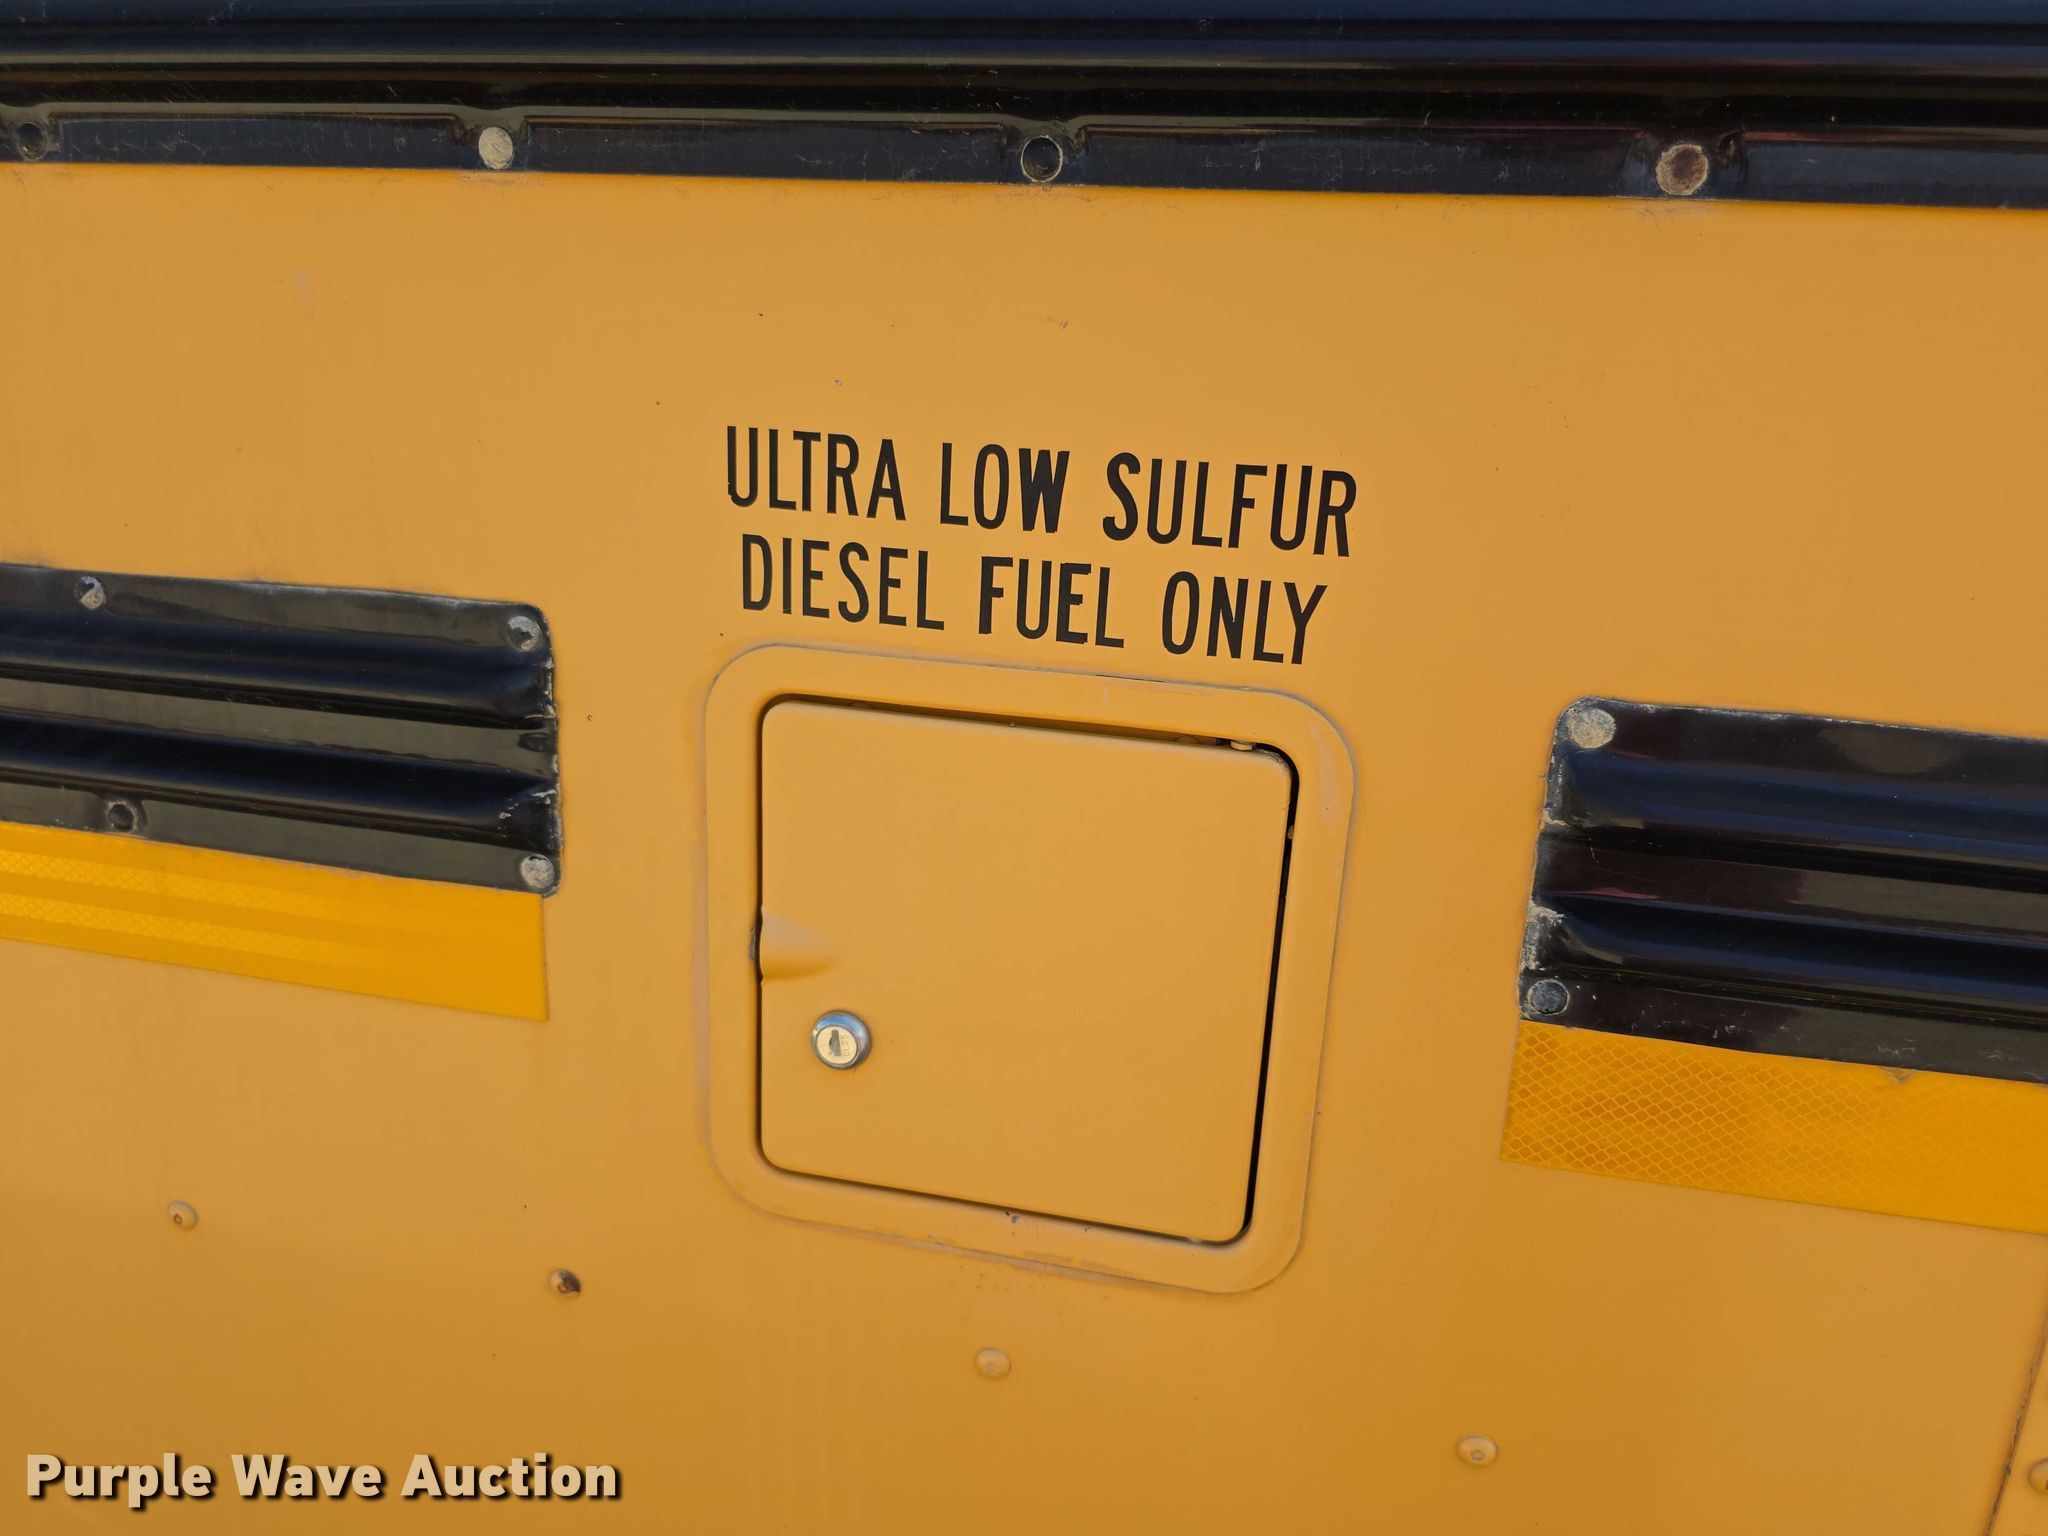 ULTRA LOW SULFUR
DIESEL FUEL ONLY
Purple Wave Auction